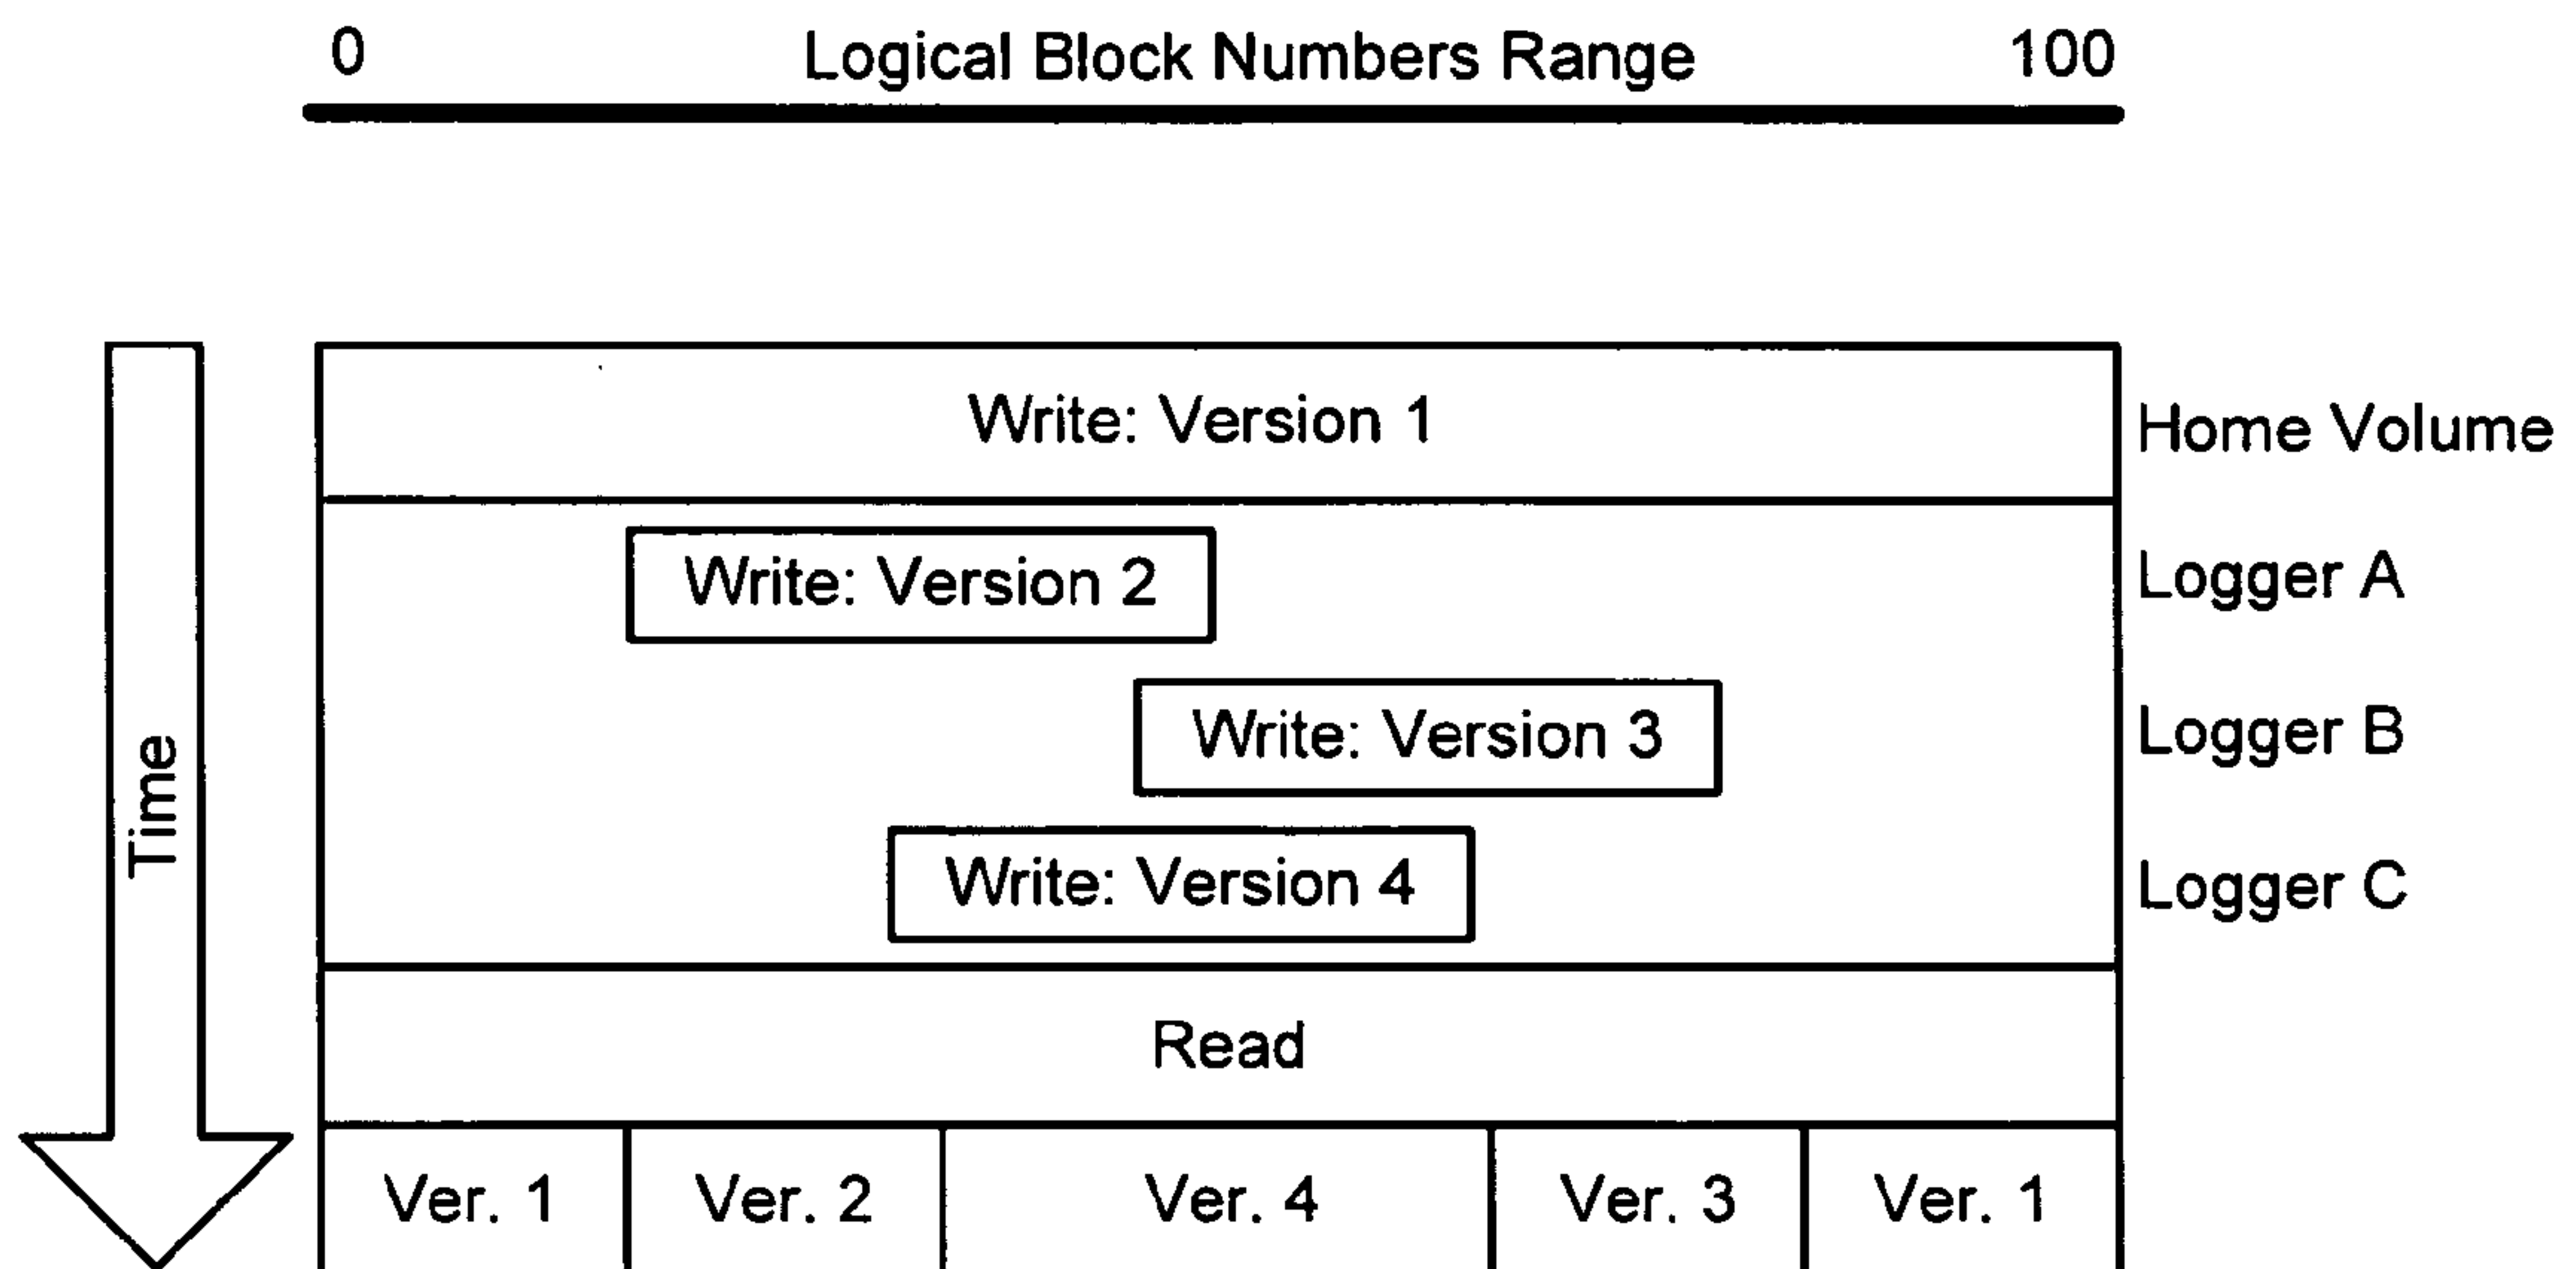 0 Logical Block Numbers Range 100
Write: Version 1 Home Volume
Write: Version 2 Logger A
Write: Version 3 Logger B
Time
Write: Version 4 Logger C
Read
Ver. 1 Ver. 2 Ver. 4 Ver. 3 Ver. 1